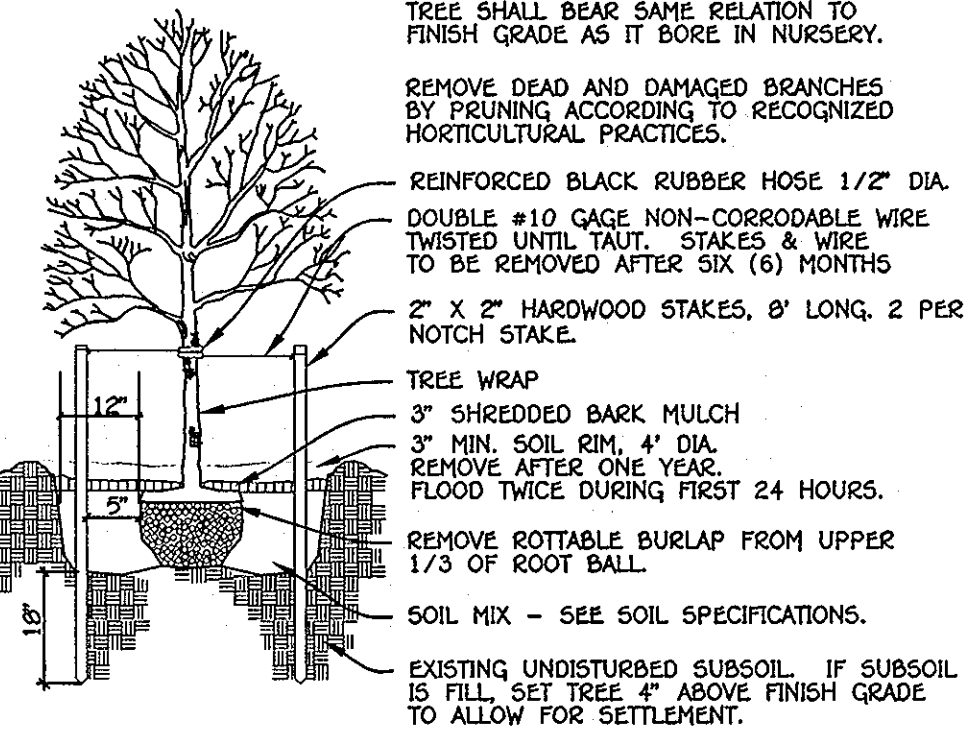 TREE SHALL BEAR SAME RELATION TO
FINISH GRADE AS IT BORE IN NURSERY.
REMOVE DEAD AND DAMAGED BRANCHES
BY PRUNING ACCORDING TO RECOGNIZED
HORTICULTURAL PRACTICES.
REINFORCED BLACK RUBBER HOSE 1/2" DIA.
DOUBLE #10 GAGE NON-CORRODABLE WIRE
TWISTED UNTIL TAUT. STAKES & WIRE
TO BE REMOVED AFTER SIX (6) MONTHS
2" X 2" HARDWOOD STAKES, 8' LONG. 2 PER
NOTCH STAKE.
TREE WRAP
3" SHREDDED BARK MULCH
3" MIN. SOIL RIM, 4' DIA.
REMOVE AFTER ONE YEAR.
FLOOD TWICE DURING FIRST 24 HOURS.
REMOVE ROTTABLE BURLAP FROM UPPER
1/3 OF ROOT BALL.
SOIL MIX - SEE SOIL SPECIFICATIONS.
EXISTING UNDISTURBED SUBSOIL. IF SUBSOIL
IS FILL, SET TREE 4" ABOVE FINISH GRADE
TO ALLOW FOR SETTLEMENT.
12"
5"
18"